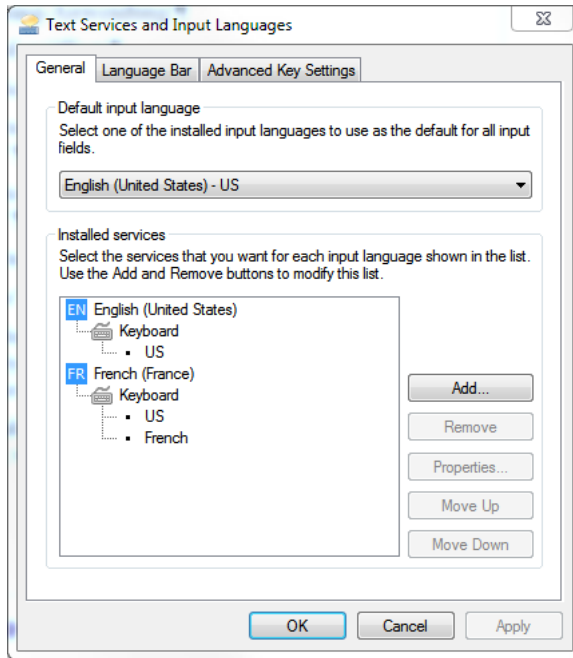 Text Services and Input Languages
General Language Bar Advanced Key Settings
Default input language
Select one of the installed input languages to use as the default for all input
fields.
English (United States) - US
Installed services
Select the services that you want for each input language shown in the list.
Use the Add and Remove buttons to modify this list.
EN English (United States)
Keyboard
US
FR French (France)
Keyboard
US
French
Add...
Remove
Properties...
Move Up
Move Down
OK Cancel Apply